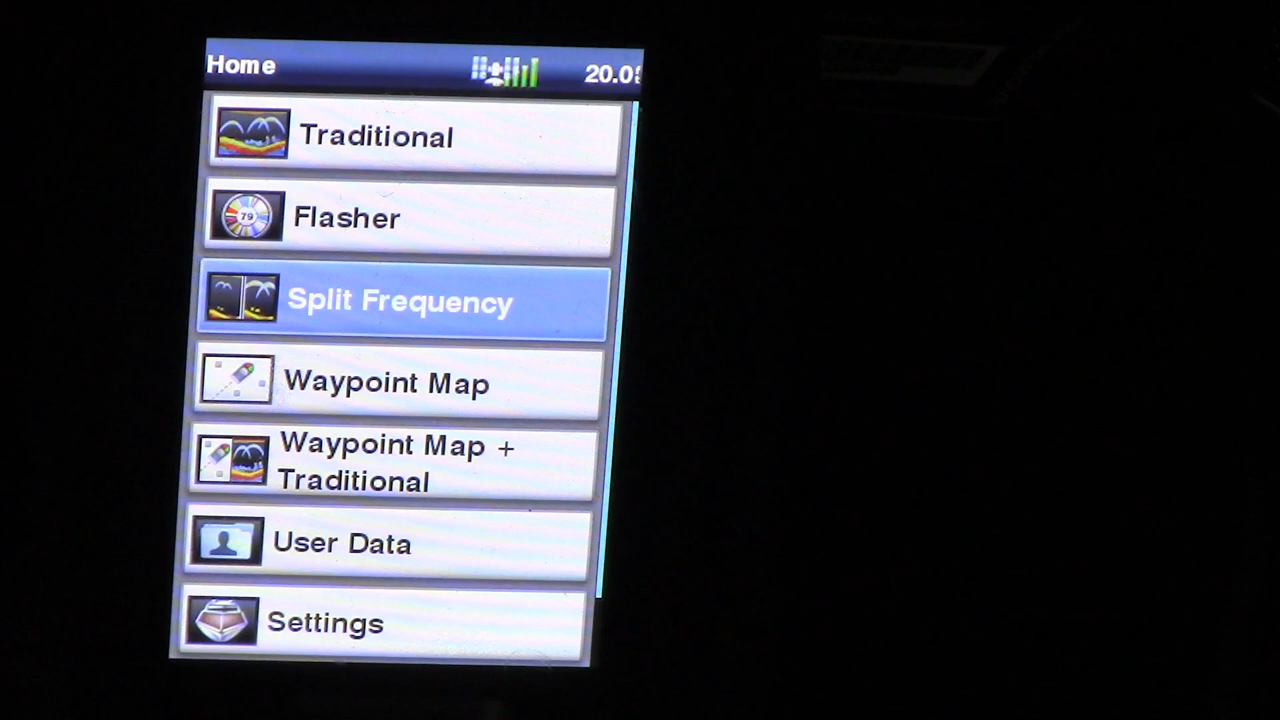 Home
20.0
Traditional
Flasher
79
Split Frequency
Waypoint Map
Waypoint Map +
Traditional
User Data
Settings